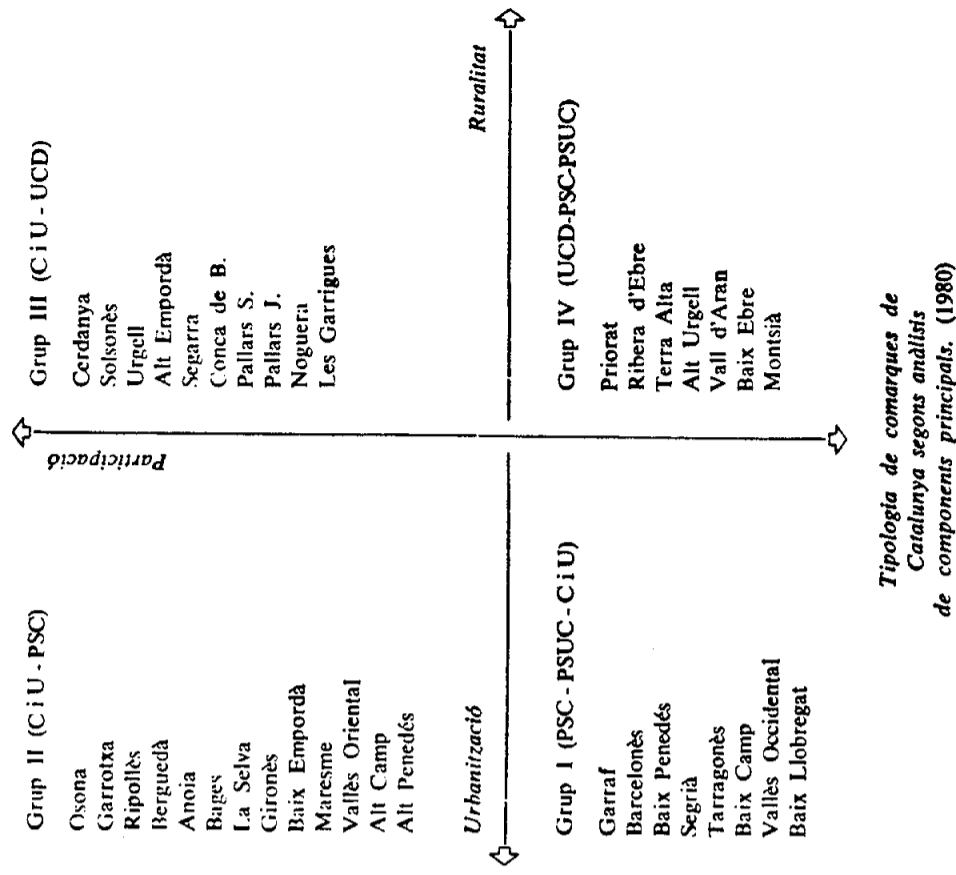 Grup II (C i U - PSC)
Osona
Garrotxa
Ripollès
Berguedà
Anoia
Bages
La Selva
Gironès
Baix Empordà
Maresme
Vallès Oriental
Alt Camp
Alt Penedés
Participació
Grup III (C i U - UCD)
Cerdanya
Solsonès
Urgell
Alt Empordà
Segarra
Conca de B.
Pallars S.
Pallars J.
Noguera
Les Garrigues
Urbanització
Ruralitat
Grup I (PSC - PSUC - C i U)
Garraf
Barcelonès
Baix Penedés
Segrià
Tarragonès
Baix Camp
Vallès Occidental
Baix Llobregat
Grup IV (UCD-PSC-PSUC)
Priorat
Ribera d'Ebre
Terra Alta
Alt Urgell
Vall d'Aran
Baix Ebre
Montsià
Tipologia de comarques de
Catalunya segons anàlisis
de components principals. (1980)